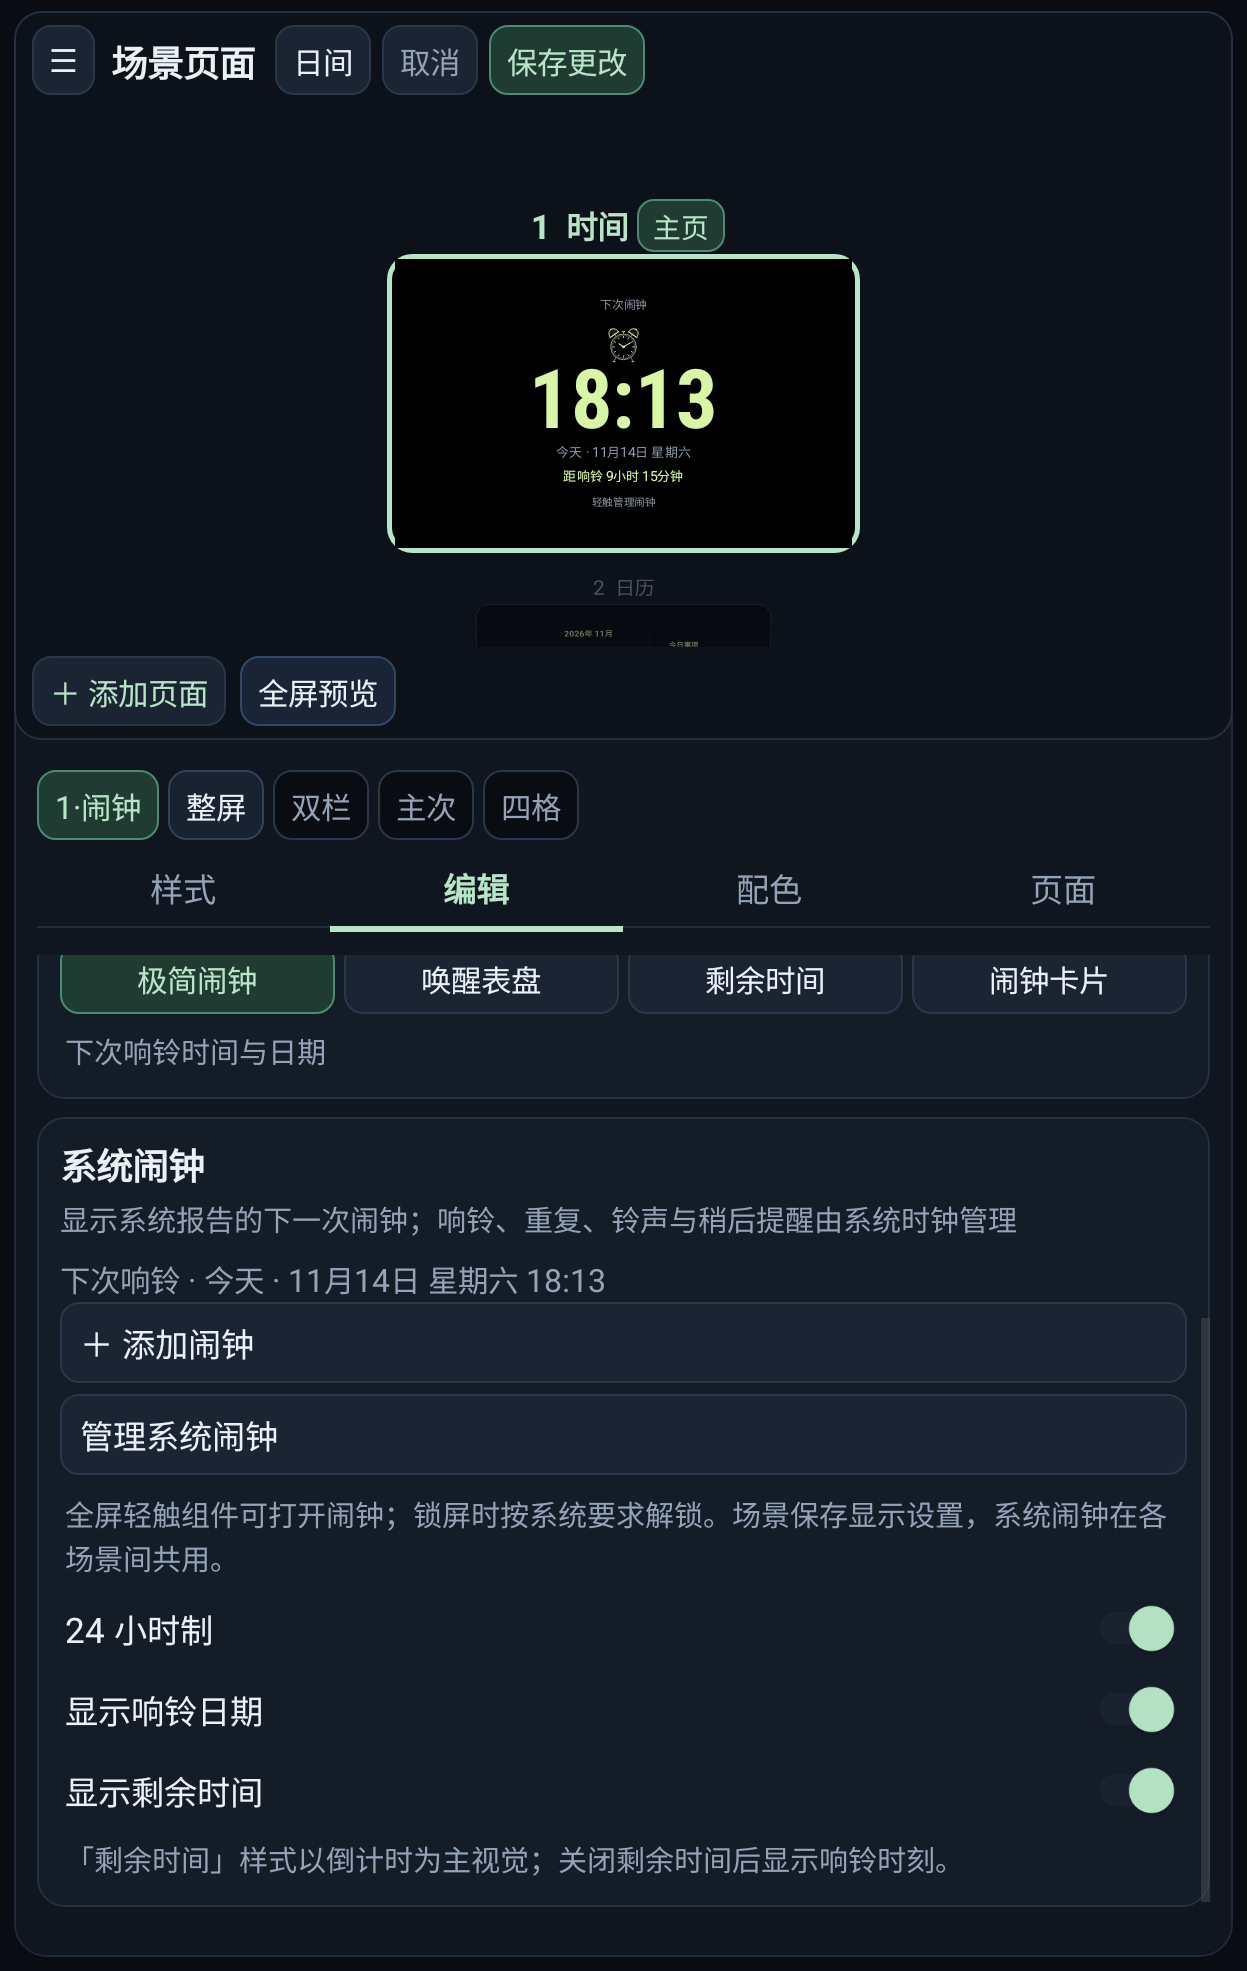 ☰ 场景页面 日间 取消 保存更改
1 时间 主页
下次闹钟
18:13
今天 · 11月14日 星期六
距响铃 9小时 15分钟
轻触管理闹钟
2 日历
2026年 11月
今日事项
＋ 添加页面 全屏预览
1·闹钟 整屏 双栏 主次 四格
样式 编辑 配色 页面
极简闹钟 唤醒表盘 剩余时间 闹钟卡片
下次响铃时间与日期
系统闹钟
显示系统报告的下一次闹钟；响铃、重复、铃声与稍后提醒由系统时钟管理
下次响铃 · 今天 · 11月14日 星期六 18:13
＋ 添加闹钟
管理系统闹钟
全屏轻触组件可打开闹钟；锁屏时按系统要求解锁。场景保存显示设置，系统闹钟在各
场景间共用。
24 小时制
显示响铃日期
显示剩余时间
「剩余时间」样式以倒计时为主视觉；关闭剩余时间后显示响铃时刻。